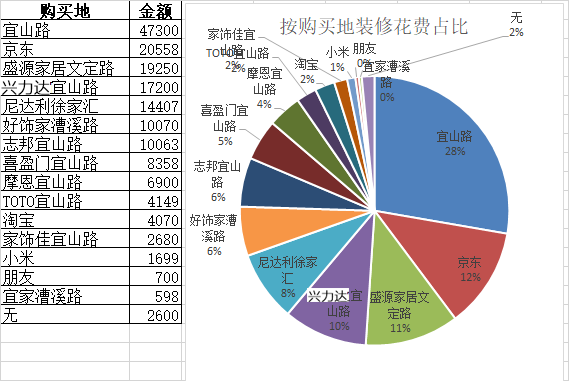 购买地 金额
宜山路 47300
京东 20558
盛源家居文定路 19250
兴力达宜山路 17200
尼达利徐家汇 14407
好饰家漕溪路 10070
志邦宜山路 10063
喜盈门宜山路 8358
摩恩宜山路 6900
TOTO宜山路 4149
淘宝 4070
家饰佳宜山路 2680
小米 1699
朋友 700
宜家漕溪路 598
无 2600
按购买地装修花费占比
宜山路
28%
京东
12%
盛源家居文
定路
11%
兴力达宜
山路
10%
尼达利徐家
汇
8%
好饰家漕
溪路
6%
志邦宜山
路
6%
喜盈门宜
山路
5%
摩恩宜山
路
4%
TOTO宜山路
2%
淘宝
2%
家饰佳宜
山路
2%
小米
1%
朋友
0%
宜家漕溪
路
0%
无
2%